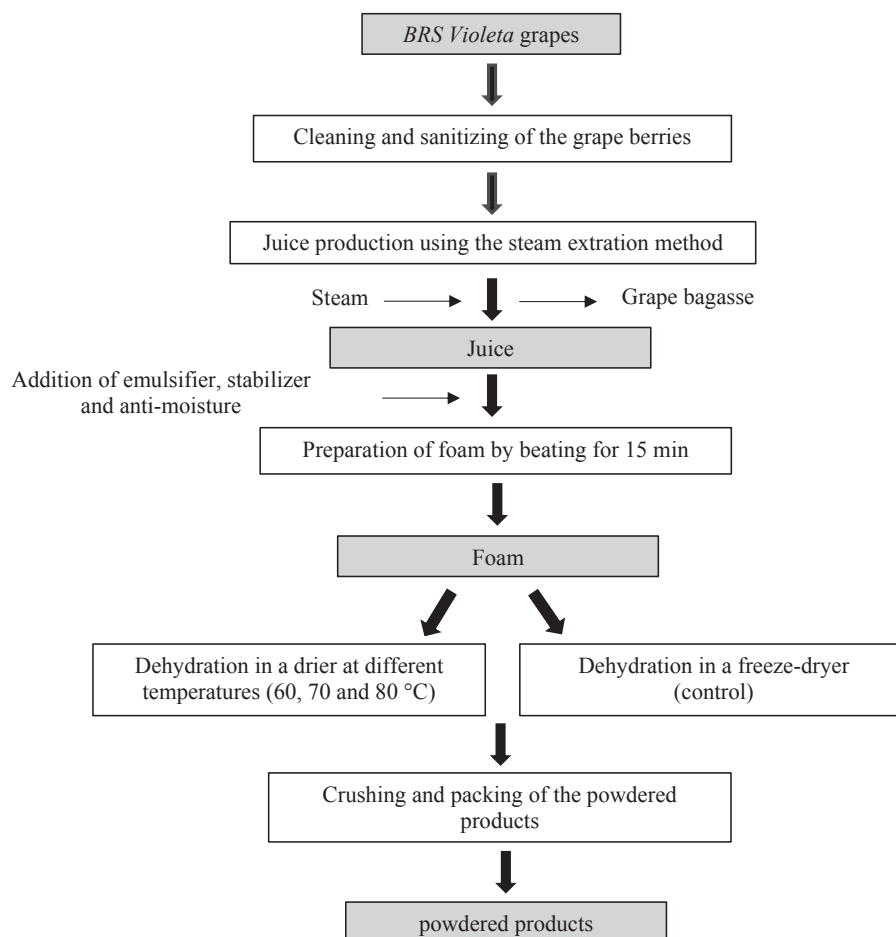 BRS Violeta grapes
Cleaning and sanitizing of the grape berries
Juice production using the steam extration method
Steam
Grape bagasse
Juice
Addition of emulsifier, stabilizer
and anti-moisture
Preparation of foam by beating for 15 min
Foam
Dehydration in a drier at different
temperatures (60, 70 and 80 °C)
Dehydration in a freeze-dryer
(control)
Crushing and packing of the powdered
products
powdered products